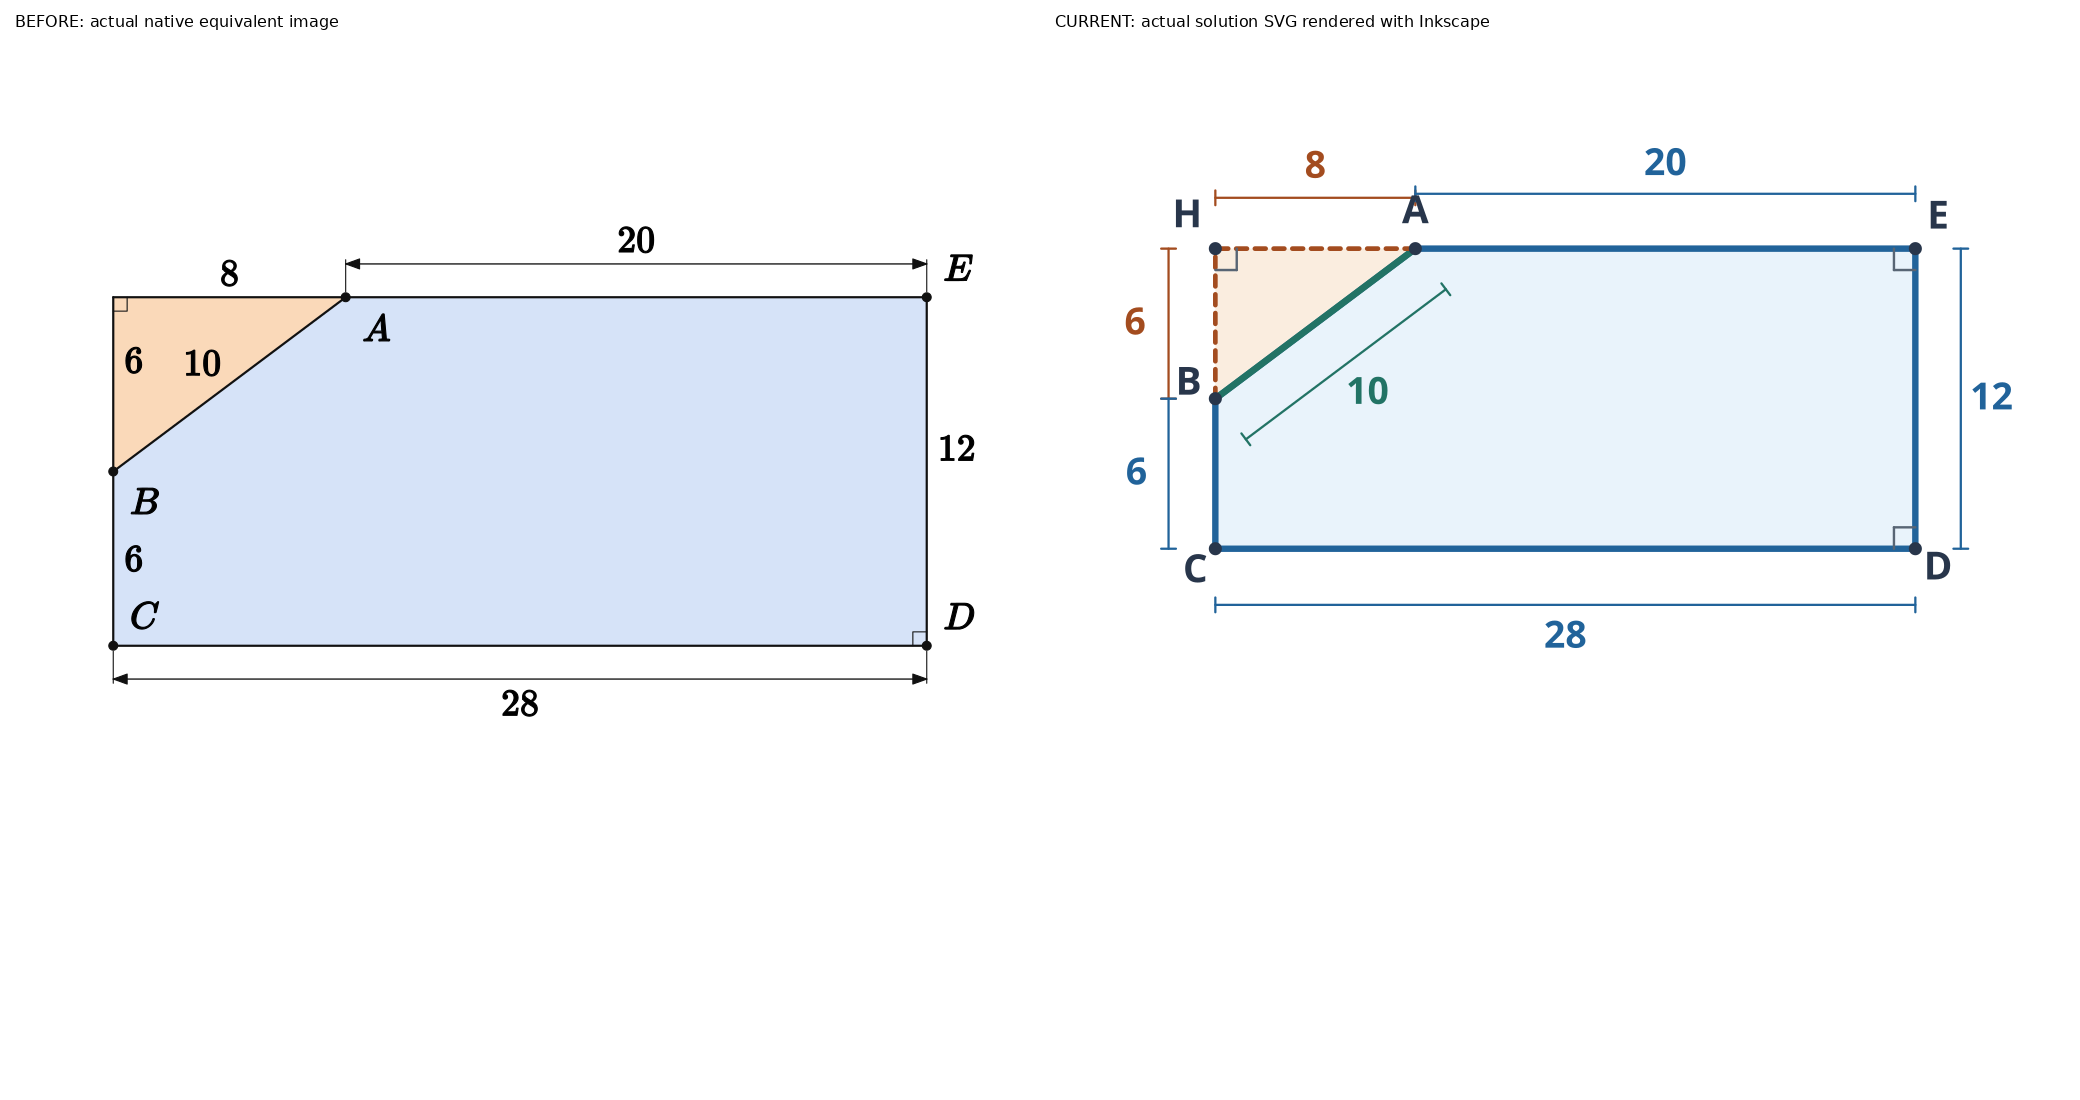 BEFORE: actual native equivalent image
20
8
E
A
6
10
12
B
6
C
D
28
CURRENT: actual solution SVG rendered with Inkscape
8
20
H
A
E
6
B
10
12
6
C
D
28